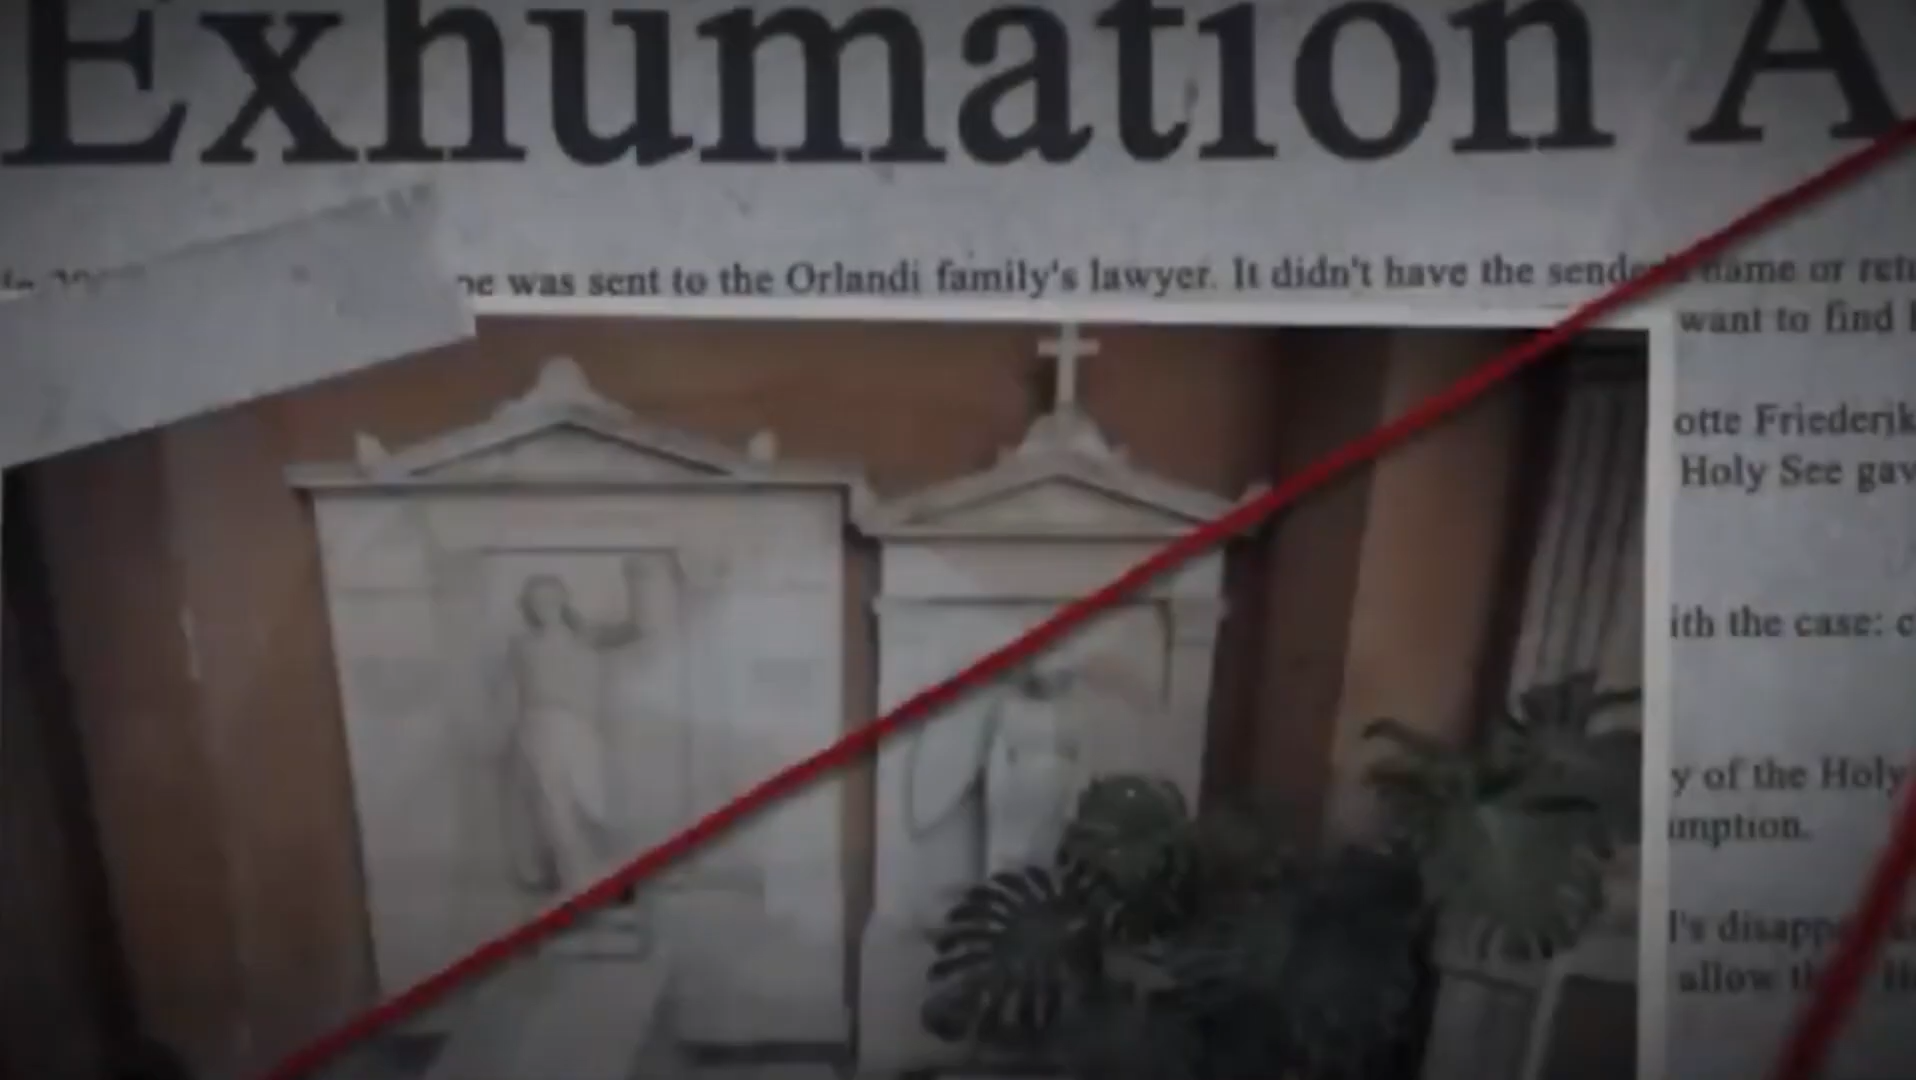 Exhumation A
was sent to the Orlandi family's lawyer. It didn't have the sender's name or
want to find
otte Friederik
Holy See gav
ith the case: c
y of the Holy
umption.
l's disapp
allow